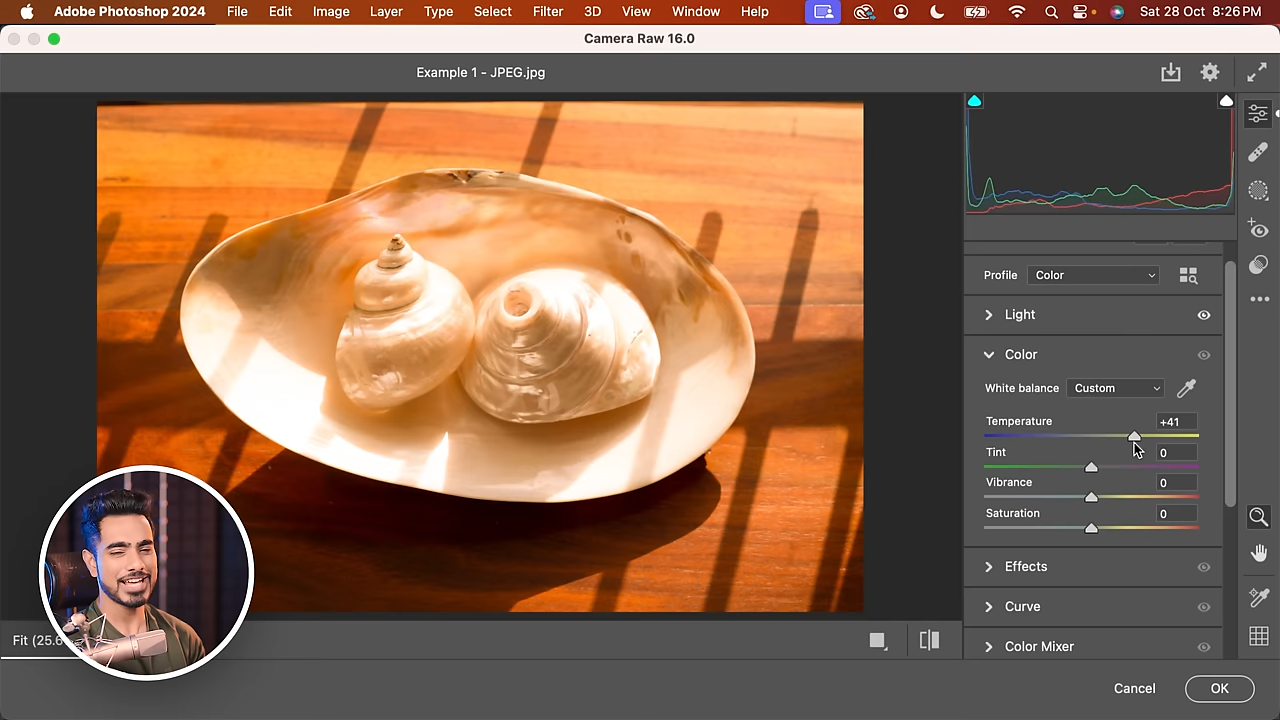 Adobe Photoshop 2024 File Edit Image Layer Type Select Filter 3D View Window Help Sat 28 Oct 8:26 PM
Camera Raw 16.0
Example 1 - JPEG.jpg
Profile Color
Light
Color
White balance Custom
Temperature +41
Tint 0
Vibrance 0
Saturation 0
Effects
Curve
Fit (25.6
Color Mixer
Cancel OK